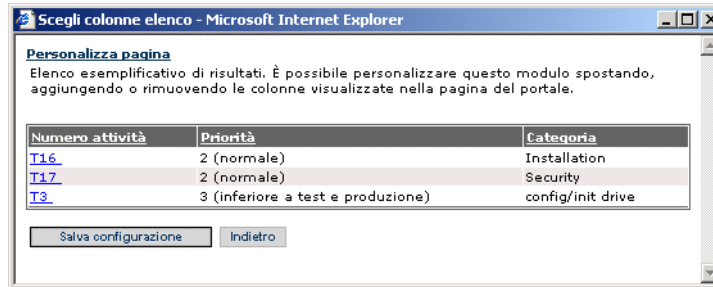 Scegli colonne elenco - Microsoft Internet Explorer
Personalizza pagina
Elenco esemplificativo di risultati. È possibile personalizzare questo modulo spostando,
aggiungendo o rimuovendo le colonne visualizzate nella pagina del portale.
Numero attività Priorità Categoria
T16 2 (normale) Installation
T17 2 (normale) Security
T3 3 (inferiore a test e produzione) config/init drive
Salva configurazione Indietro